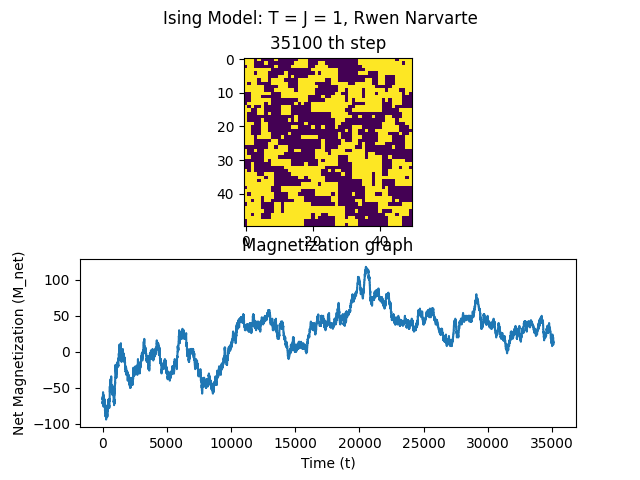 Ising Model: T = J = 1, Rwen Narvarte
35100 th step
0
10
20
30
40
0 20 40
Magnetization graph
Net Magnetization (M_net)
100
50
0
−50
−100
0 5000 10000 15000 20000 25000 30000 35000
Time (t)